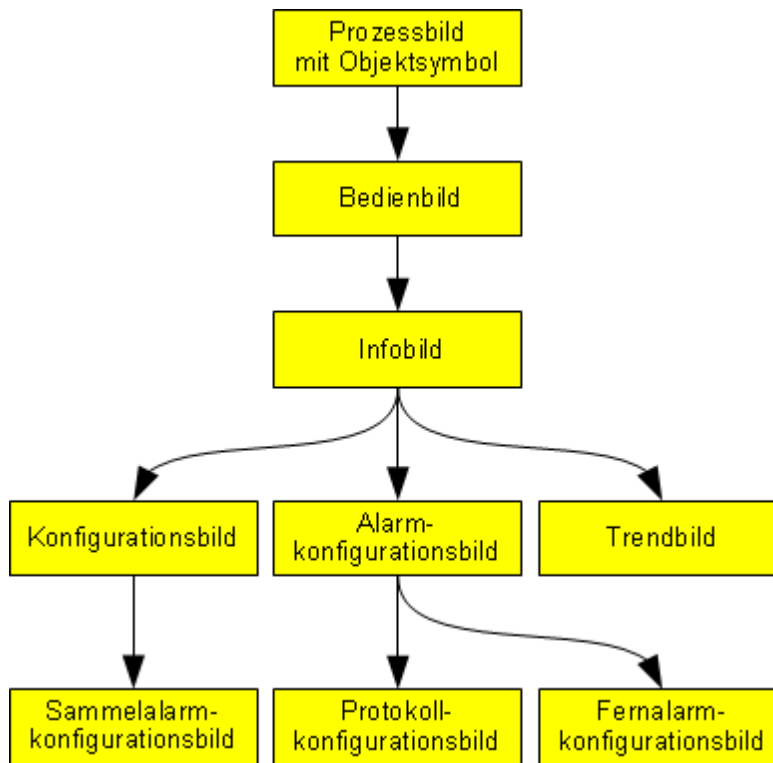 Prozessbild
mit Objektsymbol
Bedienbild
Infobild
Konfigurationsbild
Alarm-
konfigurationsbild
Trendbild
Sammelalarm-
konfigurationsbild
Protokoll-
konfigurationsbild
Fernalarm-
konfigurationsbild